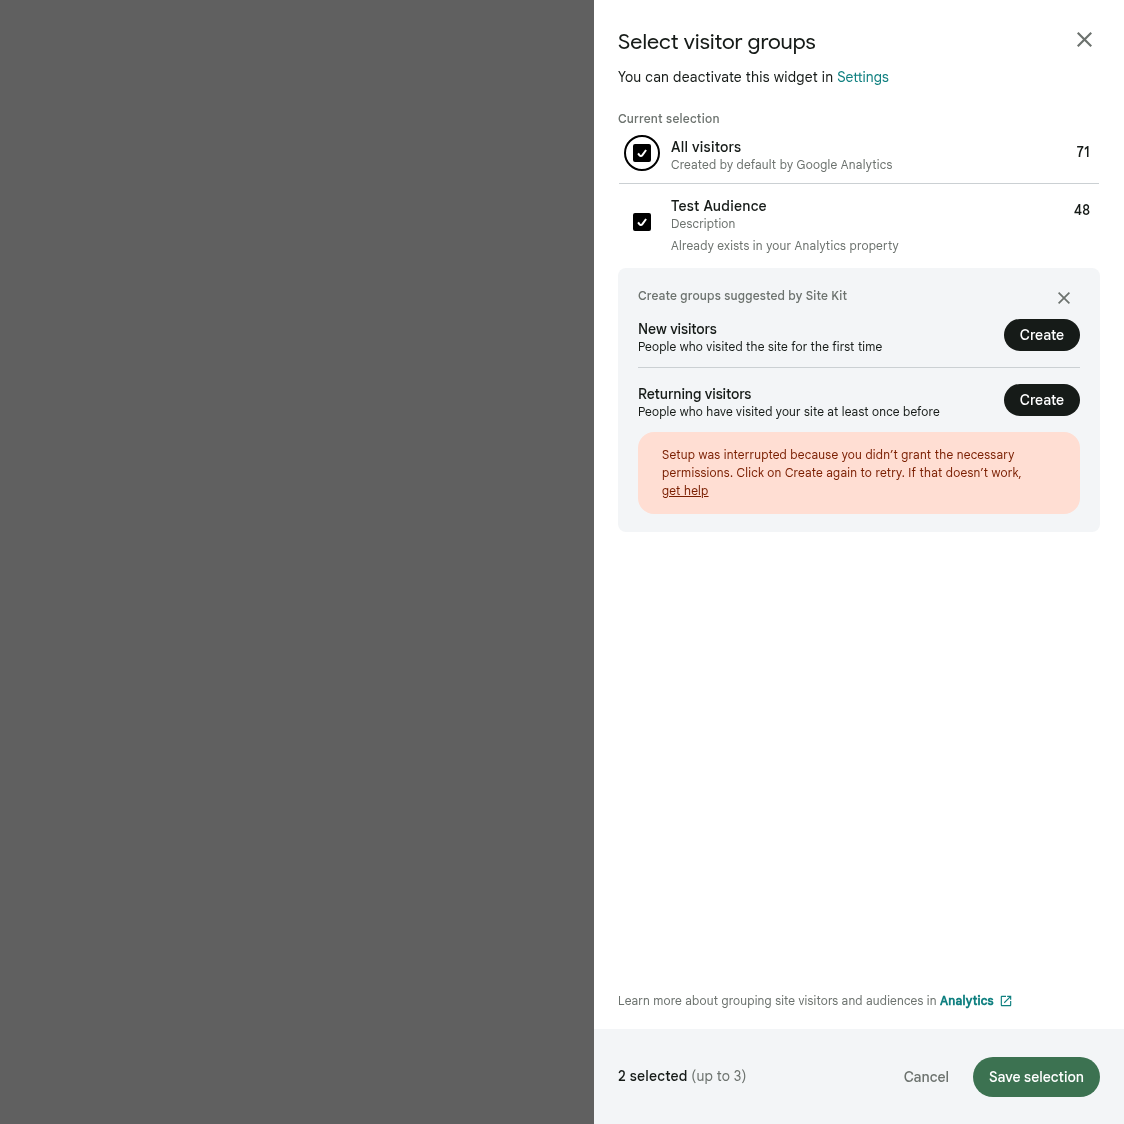 Select visitor groups
You can deactivate this widget in Settings
Current selection
All visitors
Created by default by Google Analytics
71
Test Audience
Description
Already exists in your Analytics property
48
Create groups suggested by Site Kit
New visitors
People who visited the site for the first time
Create
Returning visitors
People who have visited your site at least once before
Create
Setup was interrupted because you didn’t grant the necessary
permissions. Click on Create again to retry. If that doesn’t work,
get help
Learn more about grouping site visitors and audiences in Analytics
2 selected (up to 3)
Cancel
Save selection